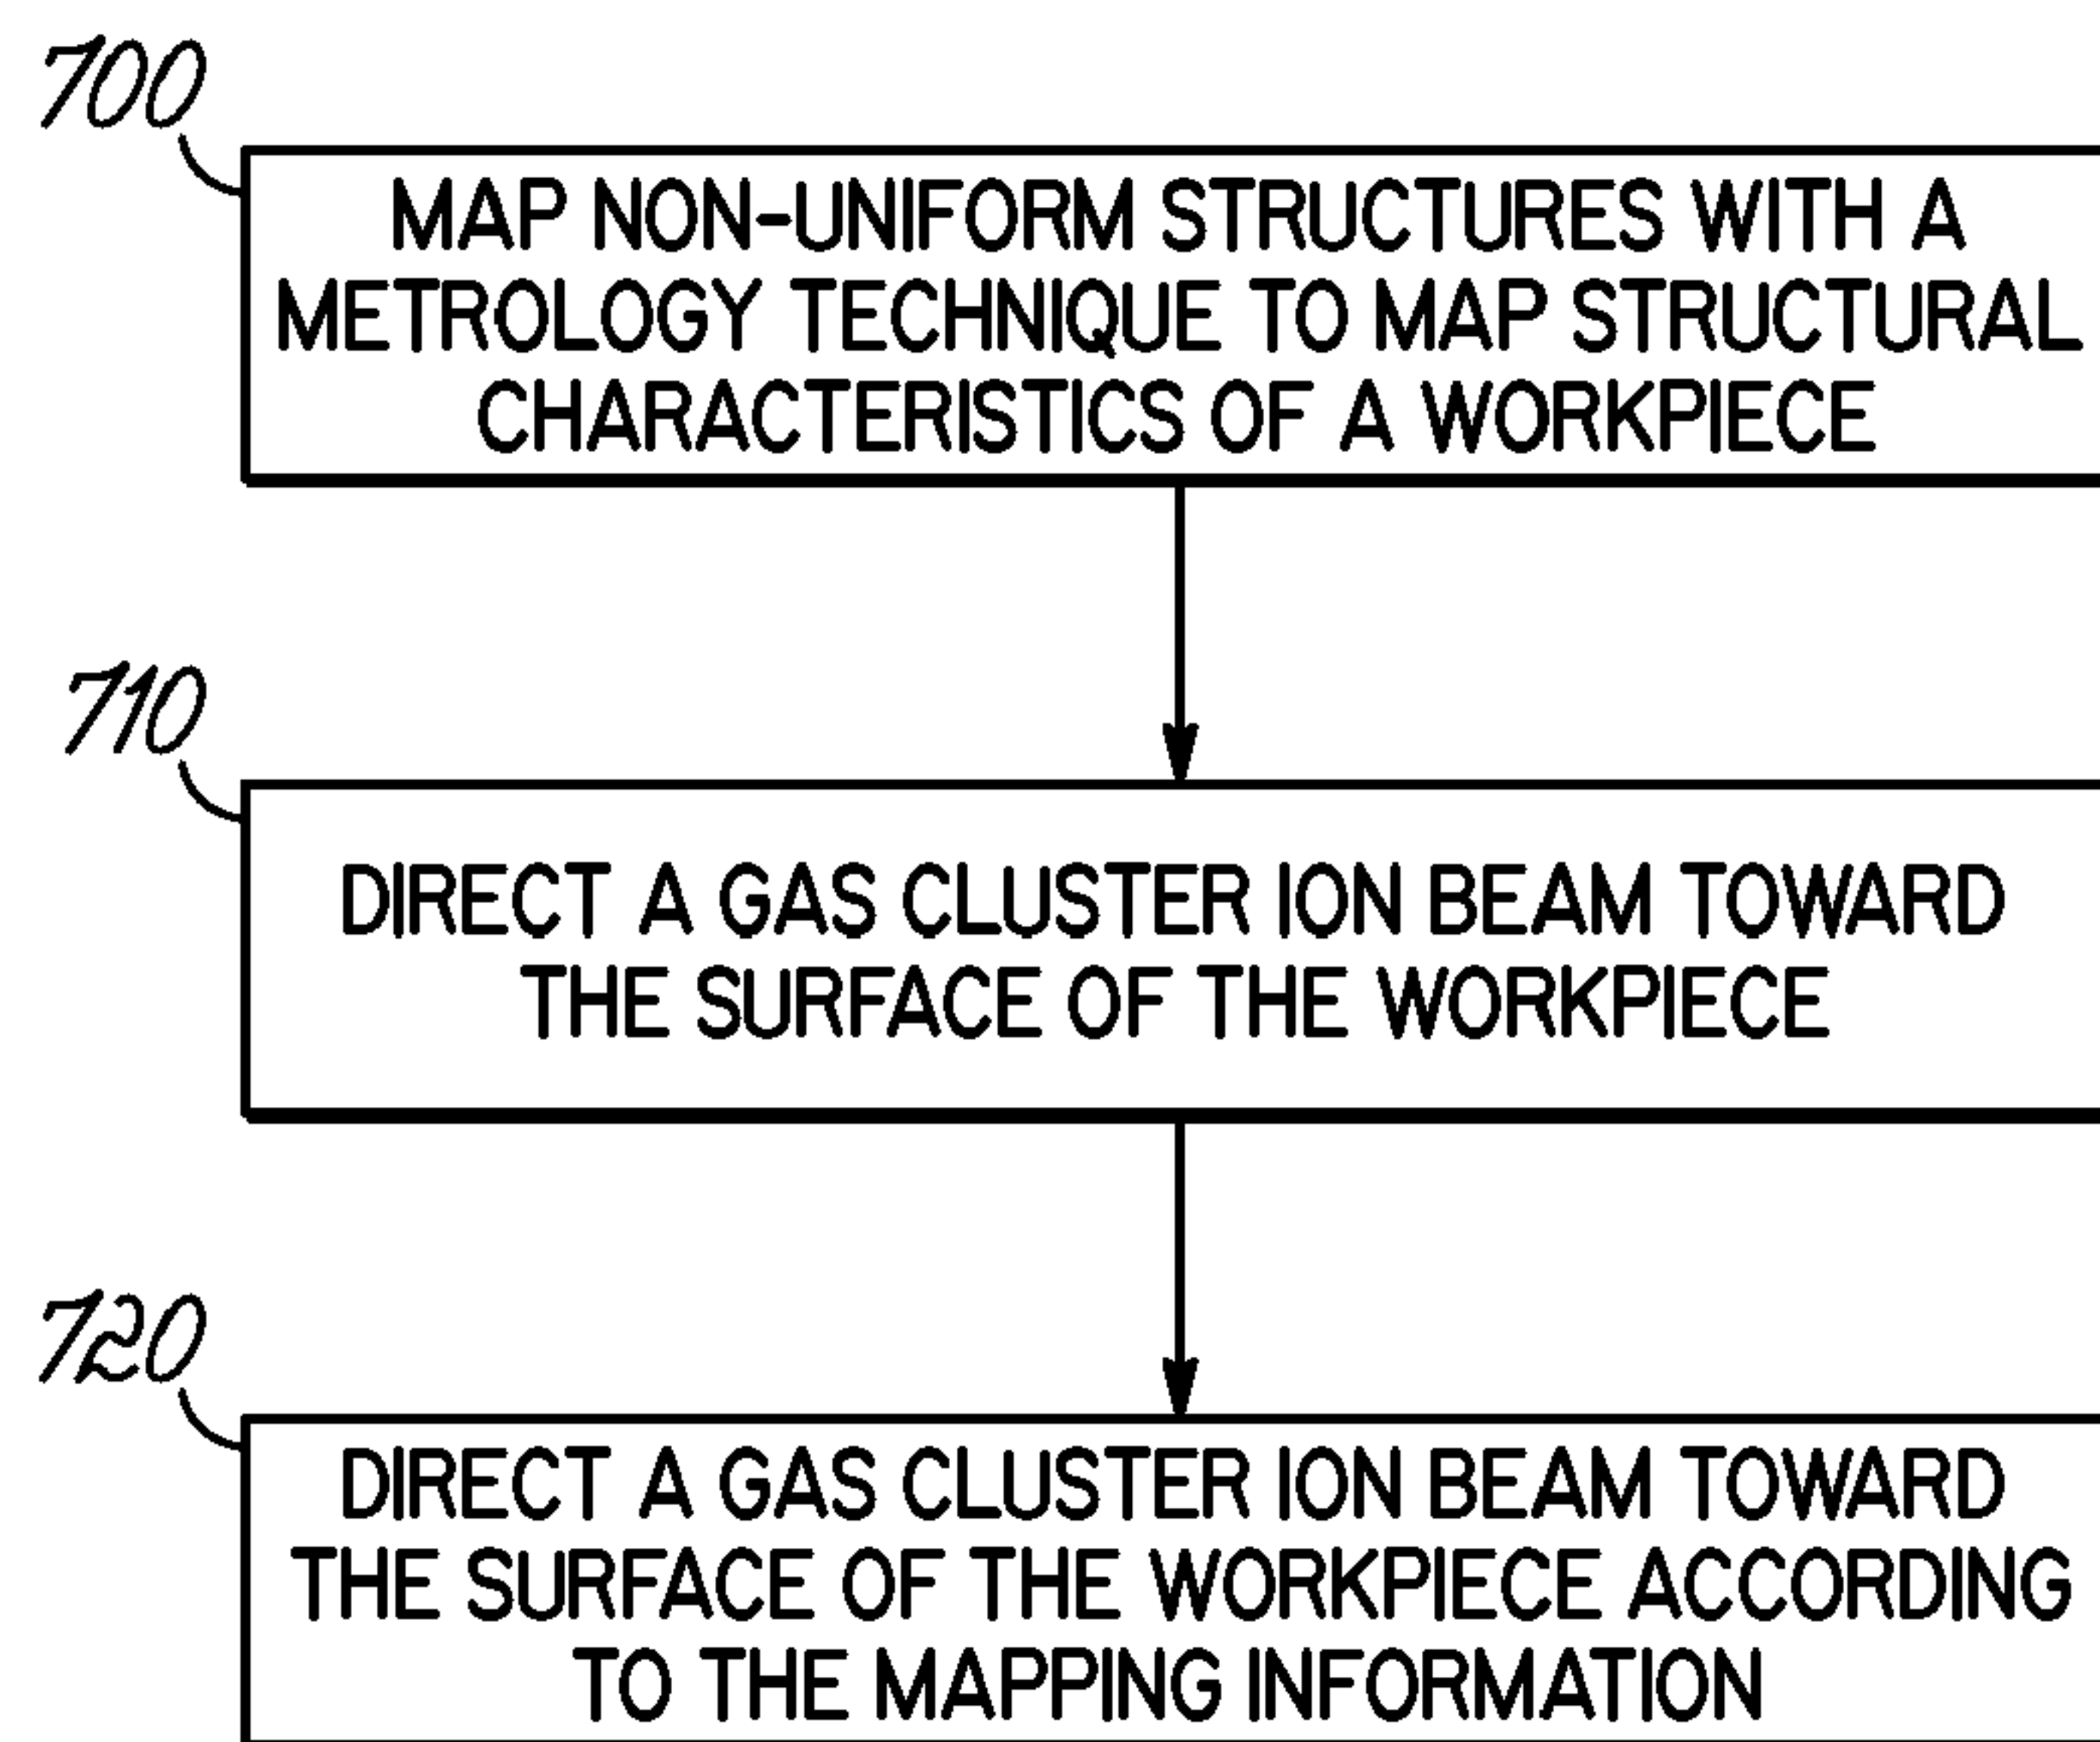 700
MAP NON-UNIFORM STRUCTURES WITH A
METROLOGY TECHNIQUE TO MAP STRUCTURAL
CHARACTERISTICS OF A WORKPIECE
710
DIRECT A GAS CLUSTER ION BEAM TOWARD
THE SURFACE OF THE WORKPIECE
720
DIRECT A GAS CLUSTER ION BEAM TOWARD
THE SURFACE OF THE WORKPIECE ACCORDING
TO THE MAPPING INFORMATION